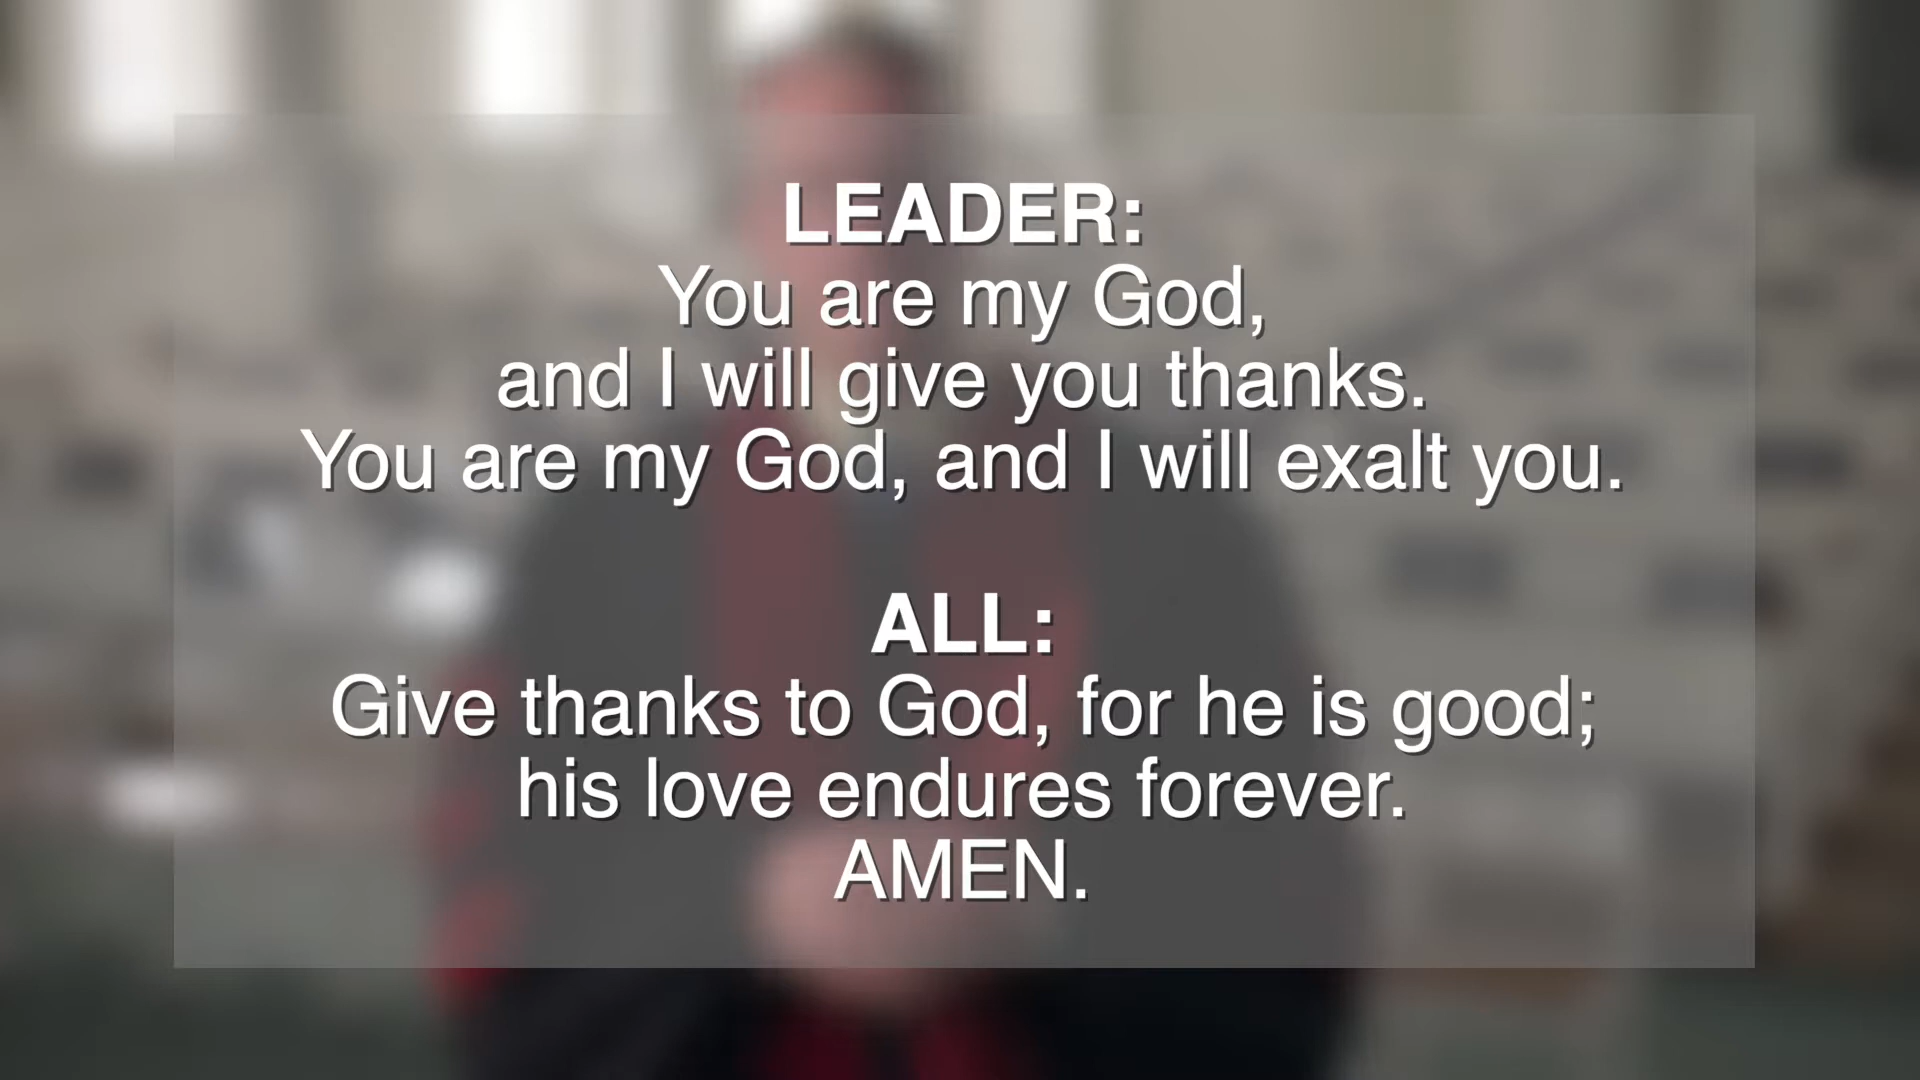 LEADER:
You are my God,
and I will give you thanks.
You are my God, and I will exalt you.
ALL:
Give thanks to God, for he is good;
his love endures forever.
AMEN.